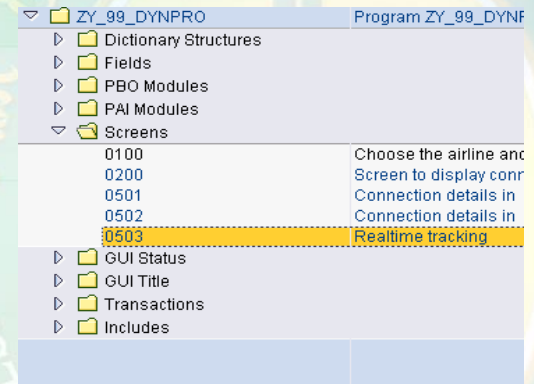 ZY_99_DYNPRO Program ZY_99_DYNP
Dictionary Structures
Fields
PBO Modules
PAI Modules
Screens
0100 Choose the airline and
0200 Screen to display conn
0501 Connection details in
0502 Connection details in
0503 Realtime tracking
GUI Status
GUI Title
Transactions
Includes